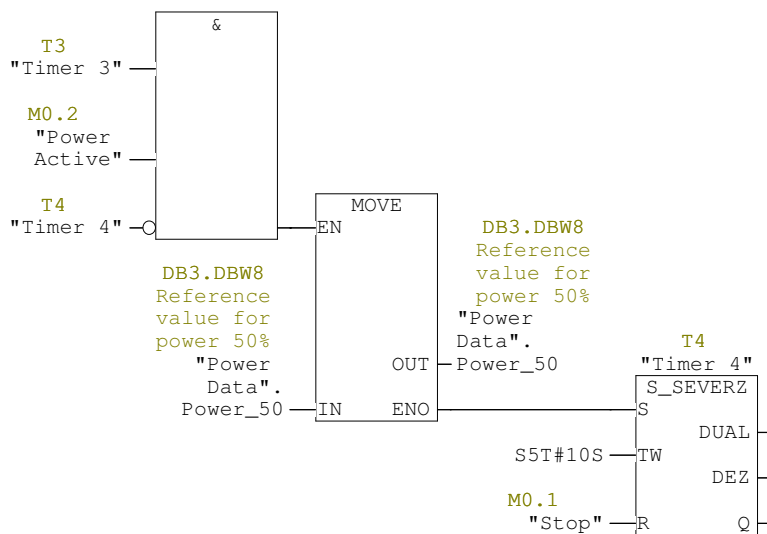 &
T3
"Timer 3"
M0.2
"Power
Active"
T4
"Timer 4"
MOVE
EN
DB3.DBW8
Reference
value for
power 50%
"Power
Data".
Power_50
IN
OUT
ENO
DB3.DBW8
Reference
value for
power 50%
"Power
Data".
Power_50
T4
"Timer 4"
S_SEVERZ
S
DUAL
S5T#10S
TW
DEZ
M0.1
"Stop"
R
Q